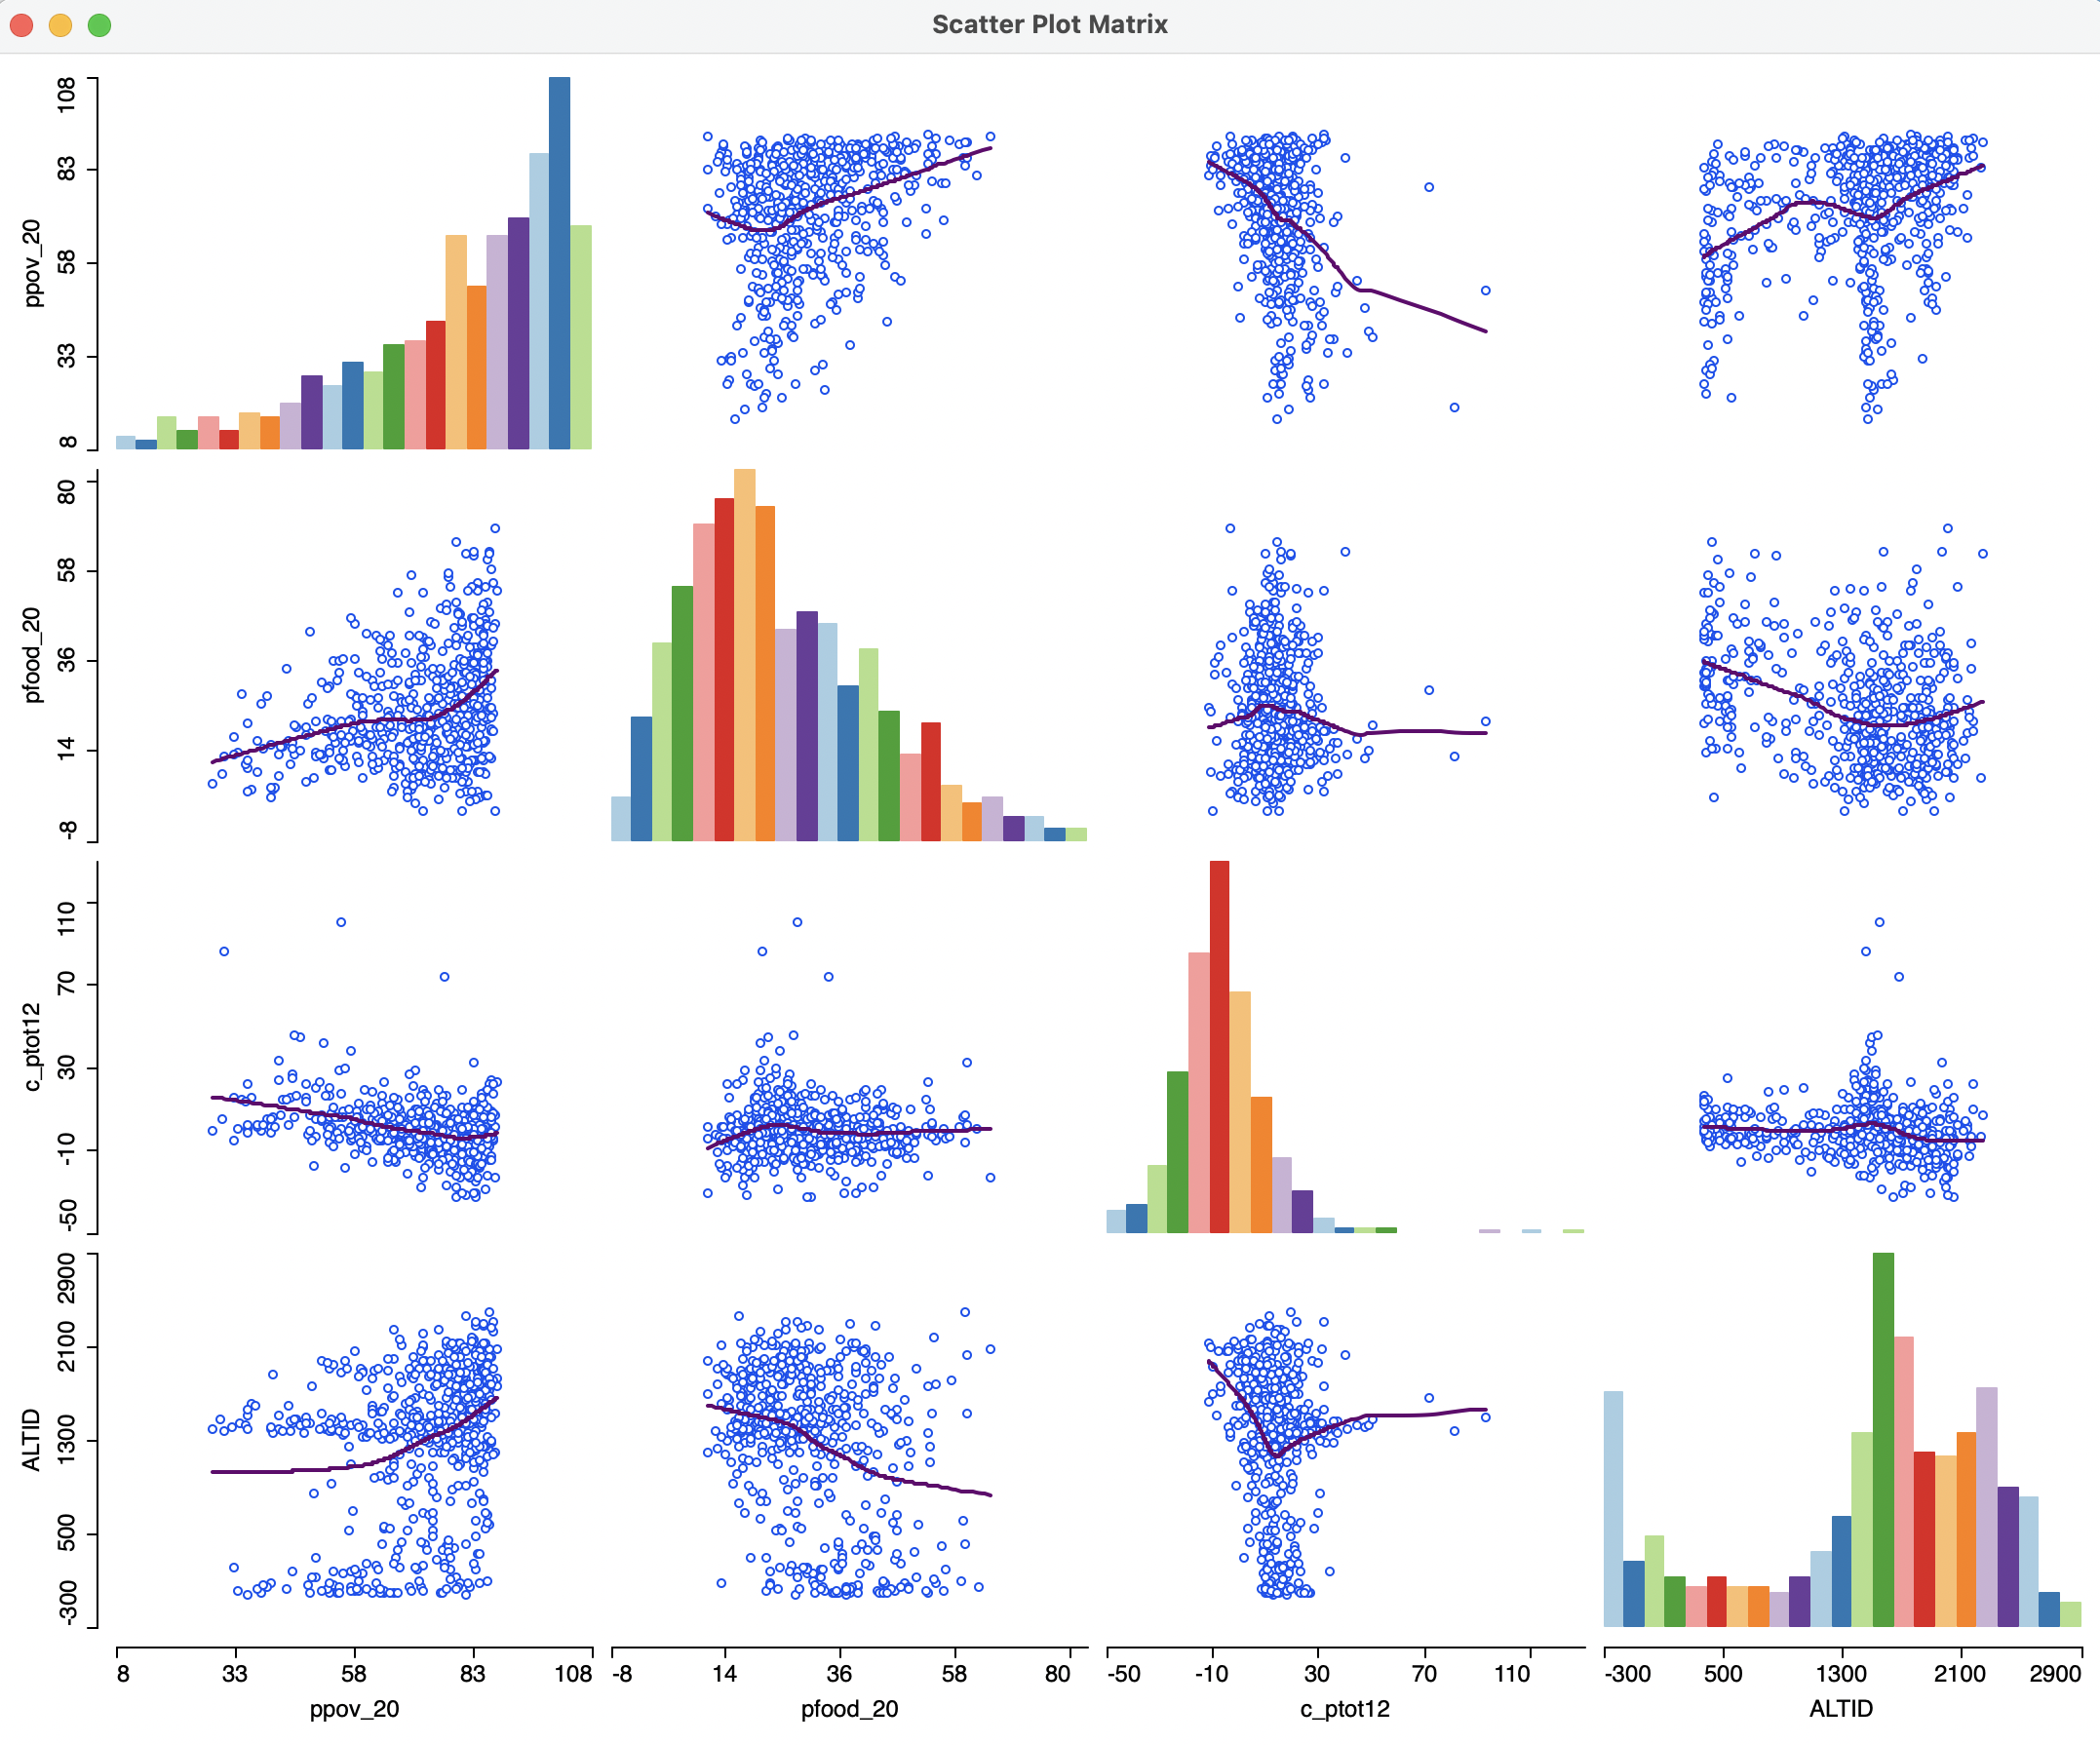 Scatter Plot Matrix
108
83
58
33
8
ppov_20
80
58
36
14
-8
pfood_20
110
70
30
-10
-50
c_ptot12
2900
2100
1300
500
-300
ALTID
8 33 58 83 108
-8 14 36 58 80
-50 -10 30 70 110
-300 500 1300 2100 2900
ppov_20
pfood_20
c_ptot12
ALTID